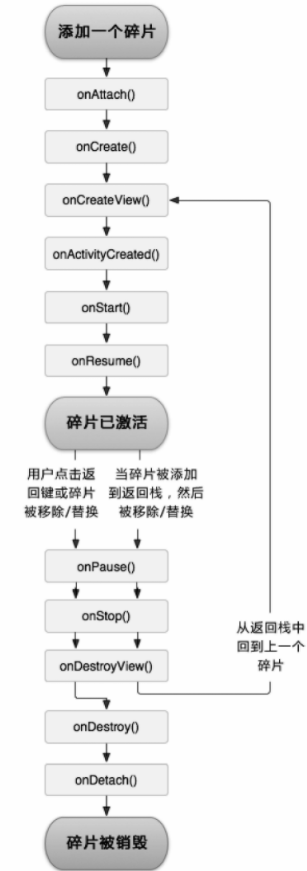 添加一个碎片
onAttach()
onCreate()
onCreateView()
onActivityCreated()
onStart()
onResume()
碎片已激活
用户点击返
回键或碎片
被移除/替换
当碎片被添加
到返回栈，然后
被移除/替换
onPause()
onStop()
onDestroyView()
从返回栈中
回到上一个
碎片
onDestroy()
onDetach()
碎片被销毁